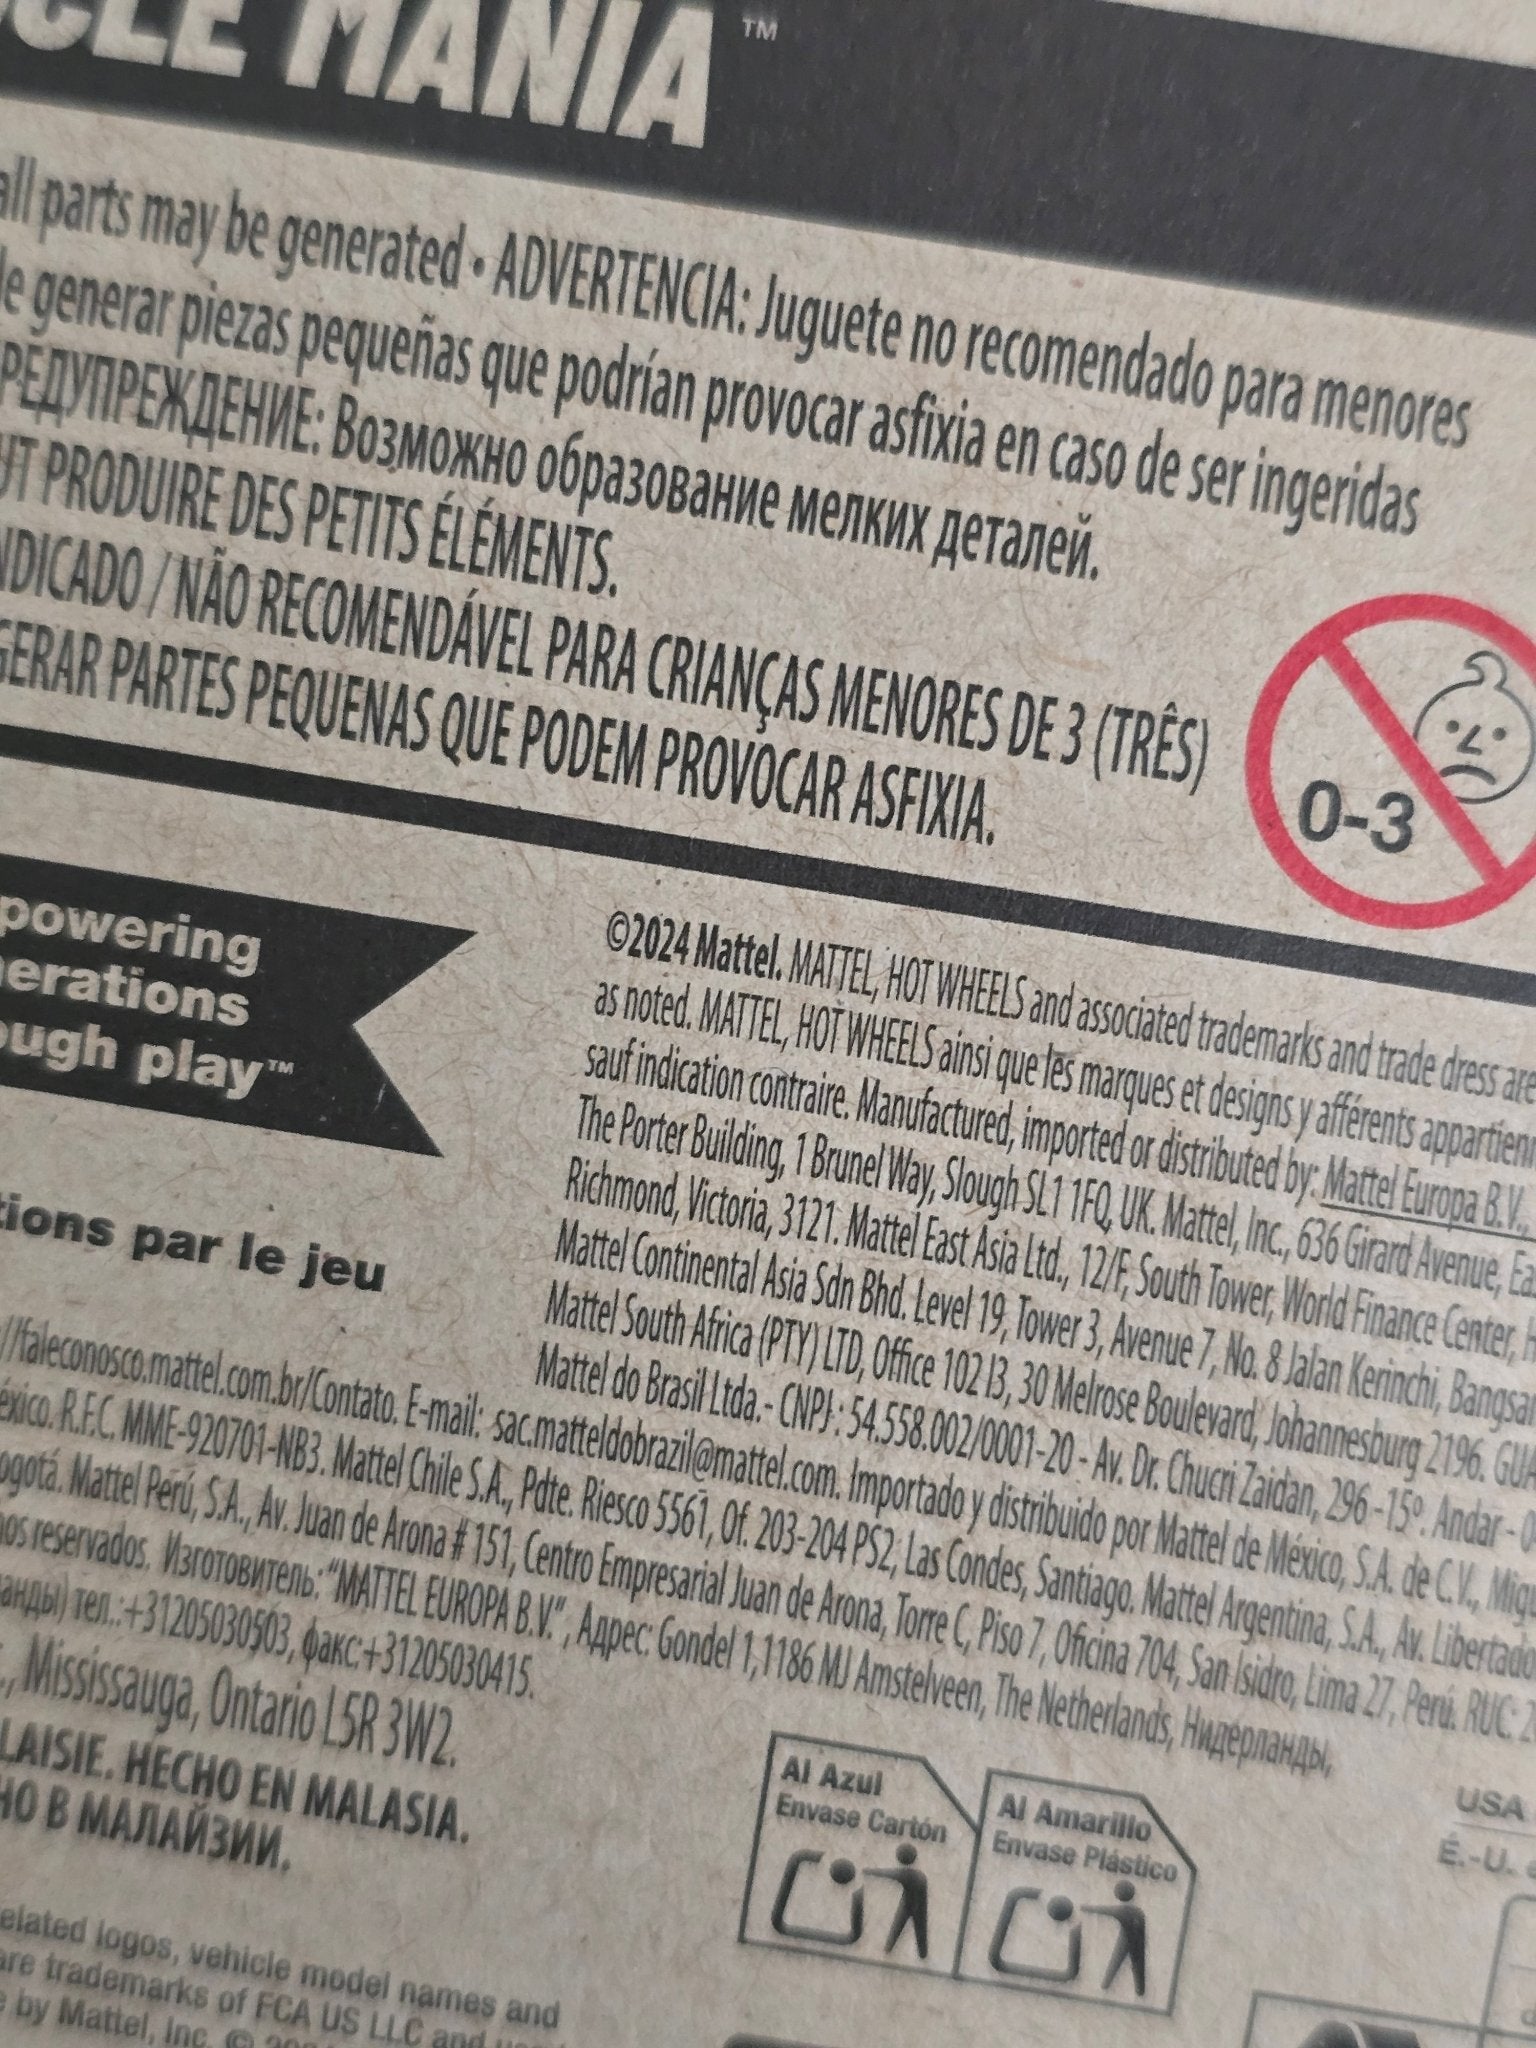 MANIA™
all parts may be generated • ADVERTENCIA: Juguete no recomendado para menores
generar piezas pequeñas que podrían provocar asfixia en caso de ser ingeridas
РЕДУПРЕЖДЕНИЕ: Возможно образование мелких деталей.
UT PRODUIRE DES PETITS ÉLÉMENTS.
NDICADO / NÃO RECOMENDÁVEL PARA CRIANÇAS MENORES DE 3 (TRÊS)
GERAR PARTES PEQUENAS QUE PODEM PROVOCAR ASFIXIA.
0-3
powering
nerations
ough play™
tions par le jeu
©2024 Mattel. MATTEL, HOT WHEELS and associated trademarks and trade dress are
as noted. MATTEL, HOT WHEELS ainsi que les marques et designs y afférents appartienn
sauf indication contraire. Manufactured, imported or distributed by: Mattel Europa B.V.,
The Porter Building, 1 Brunel Way, Slough SL1 1FQ, UK. Mattel, Inc., 636 Girard Avenue, Eas
Richmond, Victoria, 3121. Mattel East Asia Ltd., 12/F, South Tower, World Finance Center, H
Mattel Continental Asia Sdn Bhd. Level 19, Tower 3, Avenue 7, No. 8 Jalan Kerinchi, Bangsar
Mattel South Africa (PTY) LTD, Office 102 I3, 30 Melrose Boulevard, Johannesburg 2196. GUA
Mattel do Brasil Ltda.- CNPJ : 54.558.002/0001-20 - Av. Dr. Chucri Zaidan, 296 -15º. Andar - 0
//faleconosco.mattel.com.br/Contato. E-mail: sac.matteldobrazil@mattel.com. Importado y distribuido por Mattel de México, S.A. de C.V., Migu
éxico. R.F.C. MME-920701-NB3. Mattel Chile S.A., Pdte. Riesco 5561, Of. 203-204 PS2, Las Condes, Santiago. Mattel Argentina, S.A., Av. Libertado
ogotá. Mattel Perú, S.A., Av. Juan de Arona # 151, Centro Empresarial Juan de Arona, Torre C, Piso 7, Oficina 704, San Isidro, Lima 27, Perú. RUC: 2
hos reservados. Изготовитель: "MATTEL EUROPA B.V.", Адрес: Gondel 1,1186 MJ Amstelveen, The Netherlands, Нидерланды,
анды) тел.:+31205030503, факс:+31205030415.
, Mississauga, Ontario L5R 3W2.
LAISIE. HECHO EN MALASIA.
НО В МАЛАЙЗИИ.
Al Azul
Envase Cartón
Al Amarillo
Envase Plástico
USA
É.-U.
elated logos, vehicle model names and
are trademarks of FCA US LLC and
by Mattel, Inc. ©